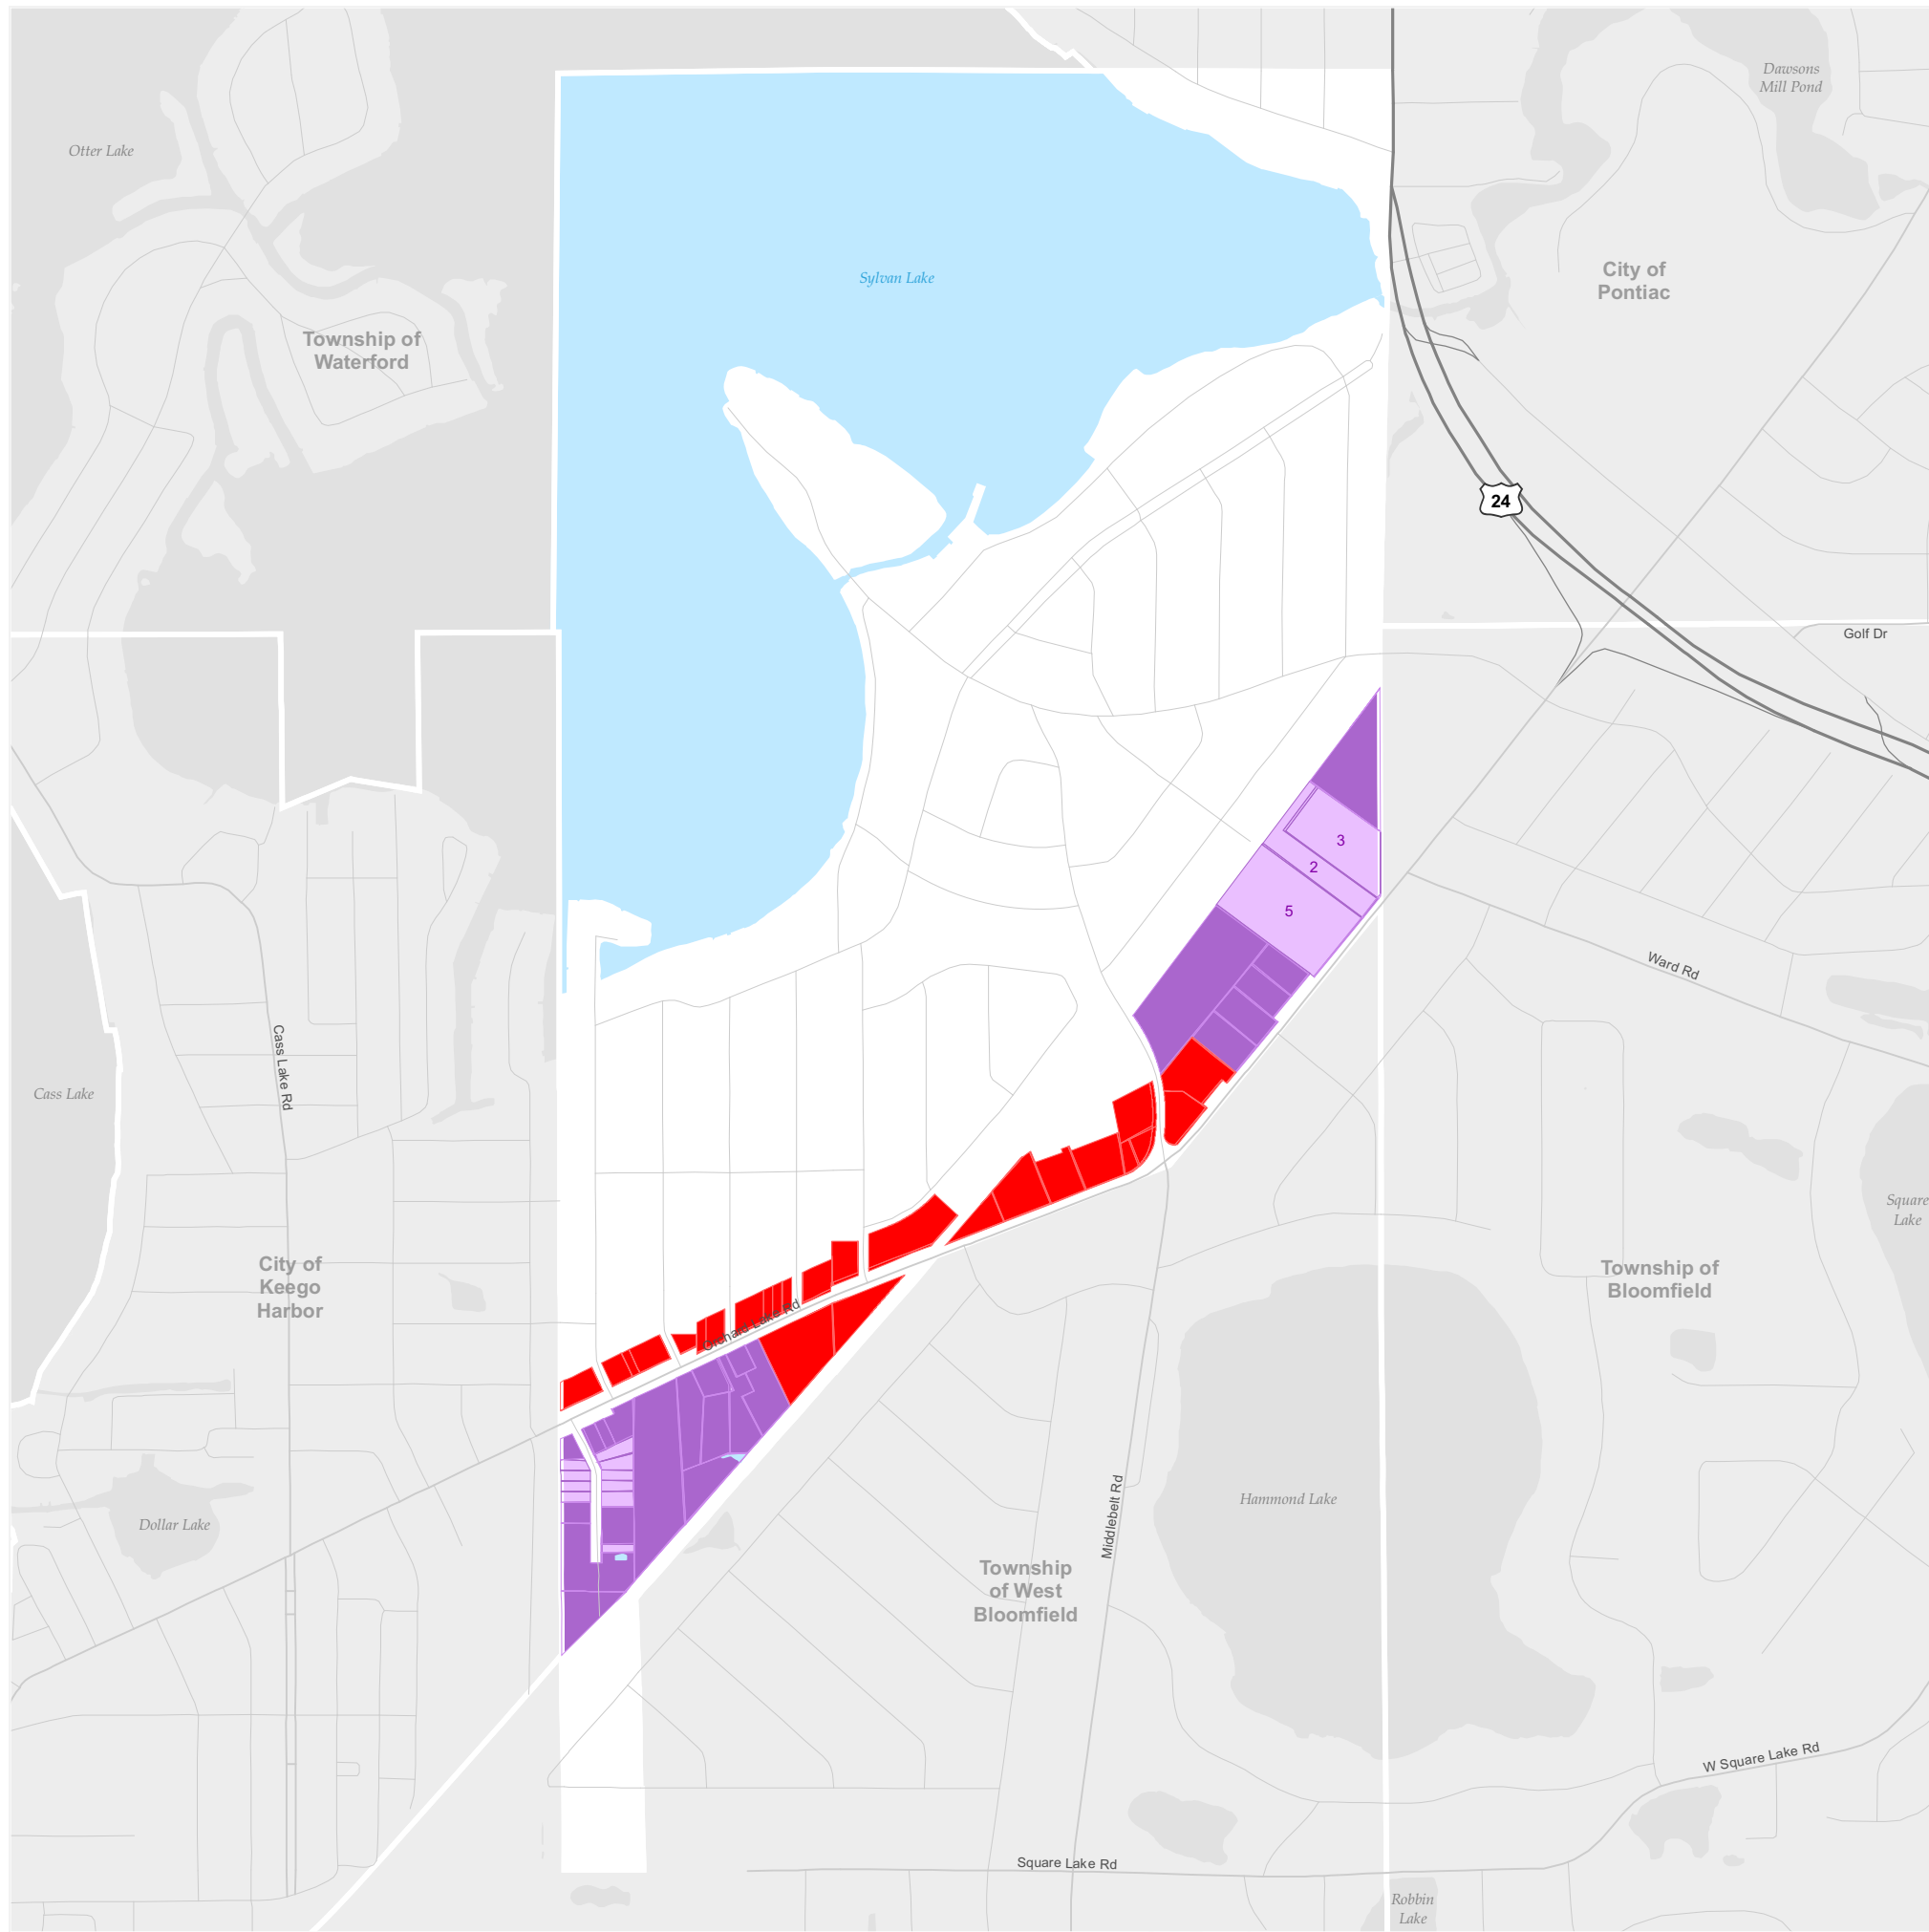 Dawsons
Mill Pond
Otter Lake
Sylvan Lake
City of
Pontiac
Township of
Waterford
24
Golf Dr
3
2
5
Ward Rd
Cass Lake Rd
Cass Lake
Square
Lake
City of
Keego
Harbor
Township of
Bloomfield
Orchard Lake Rd
Hammond Lake
Middlebelt Rd
Dollar Lake
Township
of West
Bloomfield
W Square Lake Rd
Square Lake Rd
Robbin
Lake